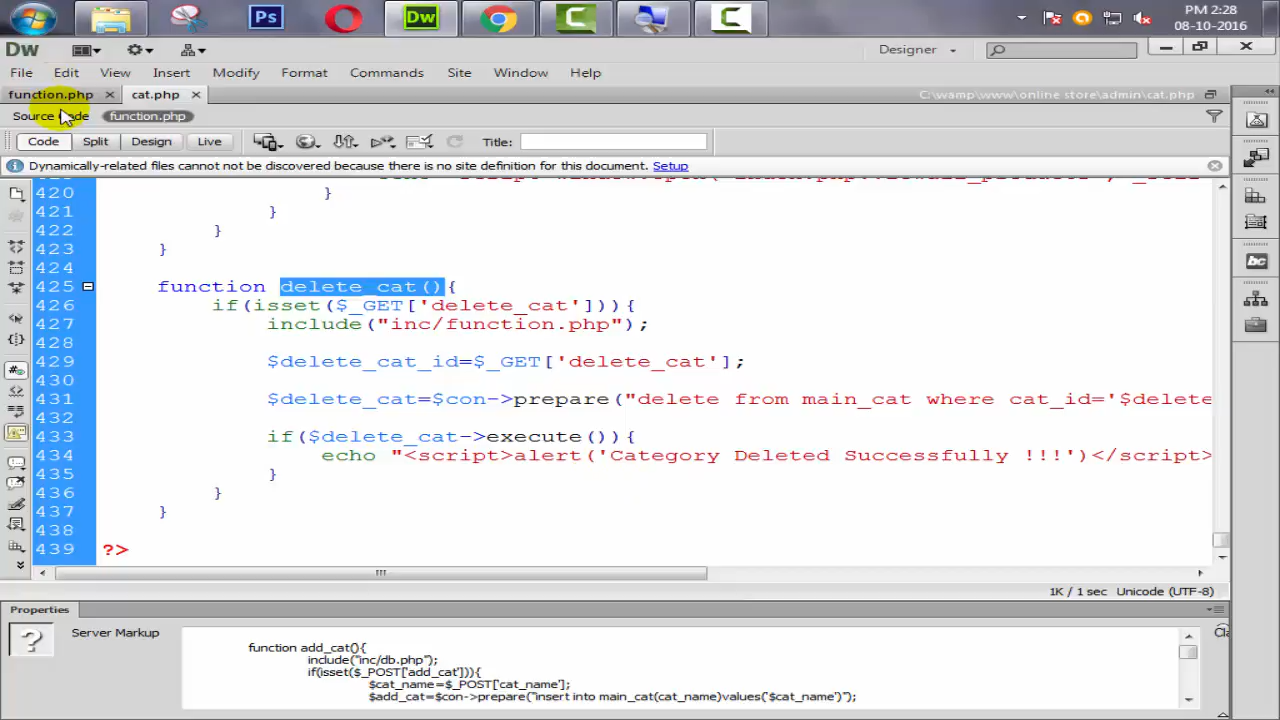 Ps
Dw
PM 2:28
08-10-2016
Dw
Designer
File Edit View Insert Modify Format Commands Site Window Help
function.php × cat.php × C:\wamp\www\online store\admin\cat.php
Source Code function.php
Code Split Design Live Title:
Dynamically-related files cannot not be discovered because there is no site definition for this document. Setup
420 }
421 }
422 }
423 }
424
425 function delete_cat(){
426 if(isset($_GET['delete_cat'])){
427 include("inc/function.php");
428
429 $delete_cat_id=$_GET['delete_cat'];
430
431 $delete_cat=$con->prepare("delete from main_cat where cat_id='$delete
432
433 if($delete_cat->execute()){
434 echo "<script>alert('Category Deleted Successfully !!!')</script>
435 }
436 }
437 }
438
439 ?>
1K / 1 sec Unicode (UTF-8)
Properties
Server Markup
function add_cat(){
include("inc/db.php");
if(isset($_POST['add_cat'])){
$cat_name=$_POST['cat_name'];
$add_cat=$con->prepare("insert into main_cat(cat_name)values('$cat_name')");